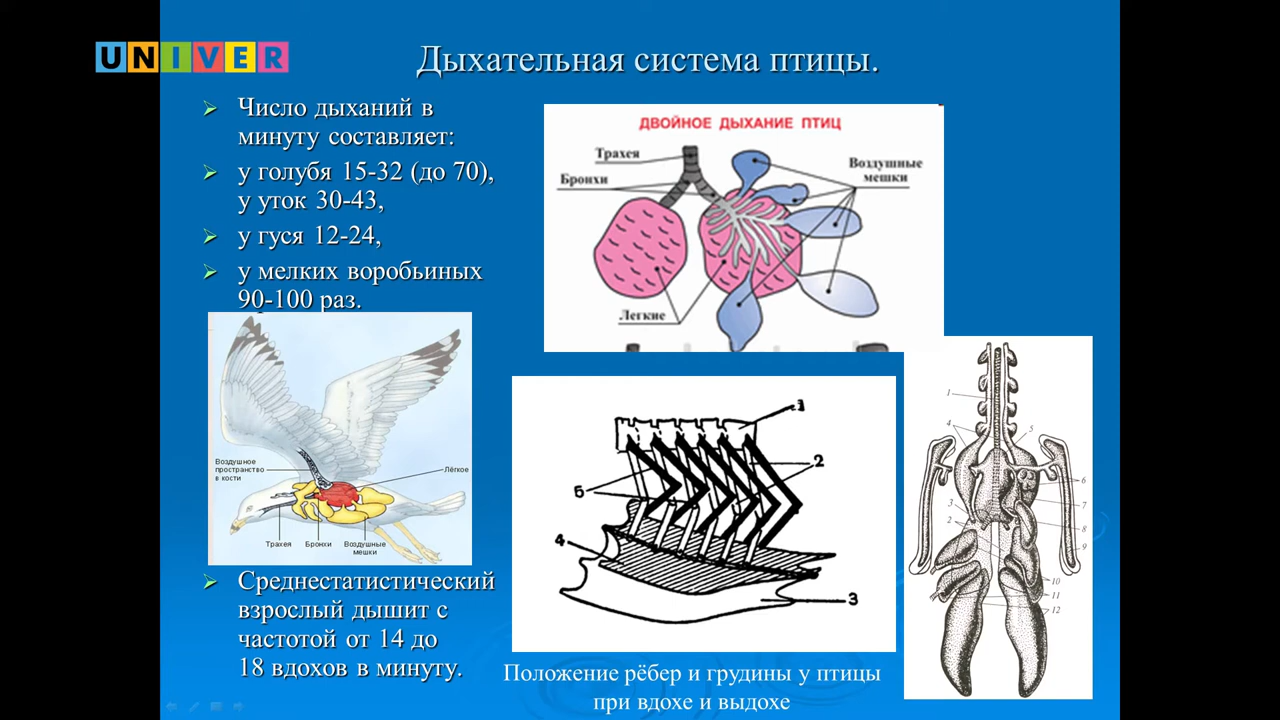 UNIVER
Дыхательная система птицы.
Число дыханий в
минуту составляет:
у голубя 15-32 (до 70),
у уток 30-43,
у гуся 12-24,
у мелких воробьиных
90-100 раз.
Воздушное
пространство
в кости
Лёгкое
Трахея
Бронхи
Воздушные
мешки
Среднестатистический
взрослый дышит с
частотой от 14 до
18 вдохов в минуту.
ДВОЙНОЕ ДЫХАНИЕ ПТИЦ
Трахея
Бронхи
Воздушные
мешки
Легкие
1
2
5
4
3
Положение рёбер и грудины у птицы
при вдохе и выдохе
1
4
5
6
3
7
2
8
9
10
11
12